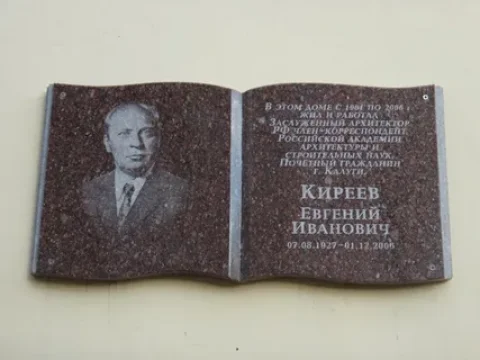 В ЭТОМ ДОМЕ С 1991 ПО 2006 Г
ЖИЛ И РАБОТАЛ
ЗАСЛУЖЕННЫЙ АРХИТЕКТОР
РФ ЧЛЕН-КОРРЕСПОНДЕНТ
РОССИЙСКОЙ АКАДЕМИИ
АРХИТЕКТУРЫ И
СТРОИТЕЛЬНЫХ НАУК,
ПОЧЕТНЫЙ ГРАЖДАНИН
г. КАЛУГИ.
КИРЕЕВ
ЕВГЕНИЙ
ИВАНОВИЧ
07.08.1927-01.12.2006